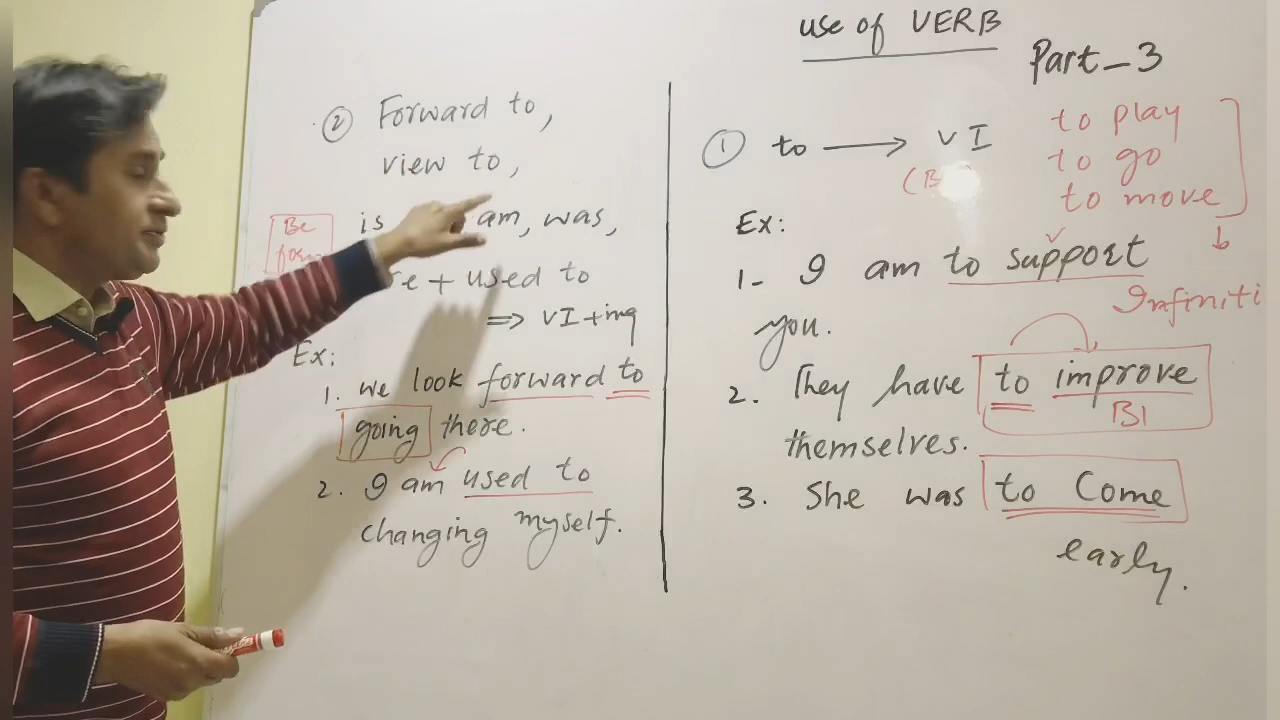 use of VERB
Part-3
② Forward to,
view to,
Be
is am, was,
+ used to
⇒ VI+ing
Ex:
1. we look forward to
going there.
2. I am used to
changing myself.
① to → VI
to play
to go
to move
Ex:
1- I am to support
you.
Infiniti
2. They have to improve
B1
themselves.
3. She was to Come
early.